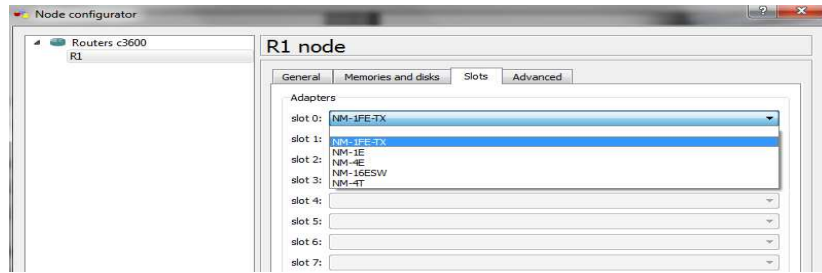 Node configurator
Routers c3600
R1
R1 node
General Memories and disks Slots Advanced
Adapters
slot 0: NM-1FE-TX
slot 1: NM-1FE-TX
NM-1E
slot 2: NM-4E
NM-16ESW
slot 3: NM-4T
slot 4:
slot 5:
slot 6:
slot 7: